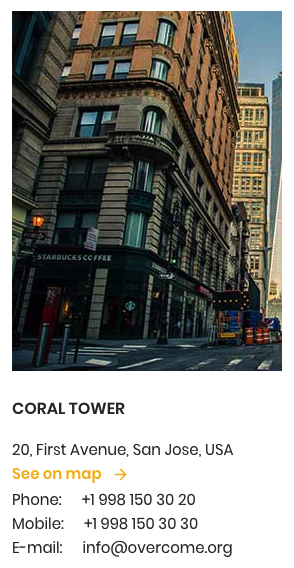 STARBUCKS COFFEE
CORAL TOWER
20, First Avenue, San Jose, USA
See on map →
Phone: +1 998 150 30 20
Mobile: +1 998 150 30 30
E-mail: info@overcome.org